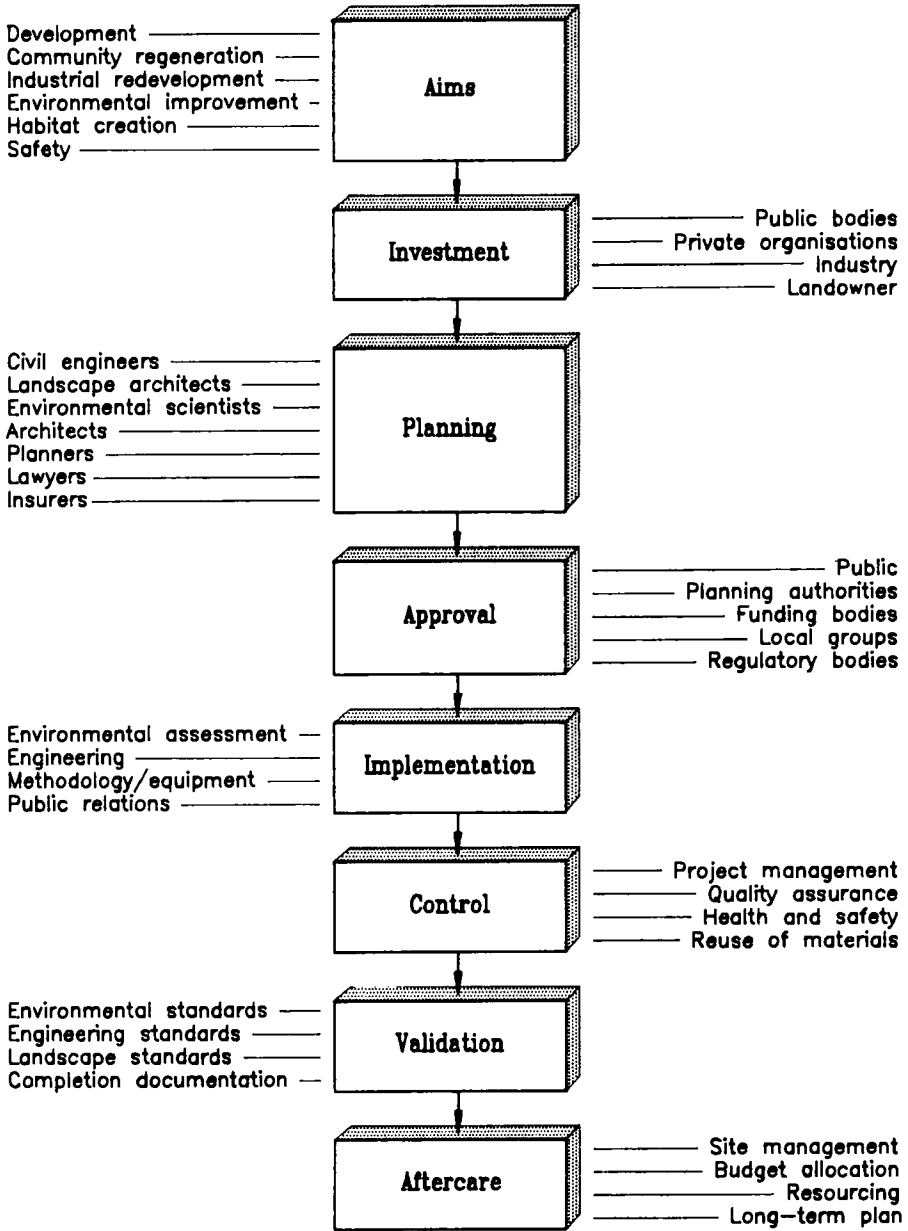 Development
Community regeneration
Industrial redevelopment
Environmental improvement
Habitat creation
Safety
Aims
Investment
Public bodies
Private organisations
Industry
Landowner
Civil engineers
Landscape architects
Environmental scientists
Architects
Planners
Lawyers
Insurers
Planning
Approval
Public
Planning authorities
Funding bodies
Local groups
Regulatory bodies
Environmental assessment
Engineering
Methodology/equipment
Public relations
Implementation
Control
Project management
Quality assurance
Health and safety
Reuse of materials
Environmental standards
Engineering standards
Landscape standards
Completion documentation
Validation
Aftercare
Site management
Budget allocation
Resourcing
Long-term plan